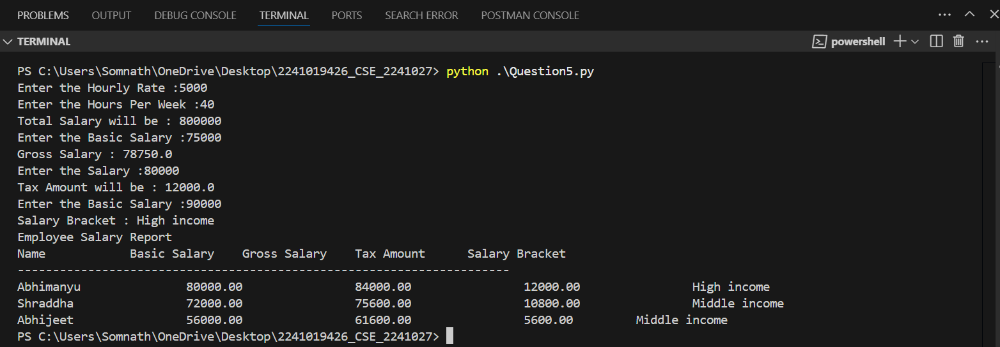 PROBLEMS OUTPUT DEBUG CONSOLE TERMINAL PORTS SEARCH ERROR POSTMAN CONSOLE
TERMINAL powershell
PS C:\Users\Somnath\OneDrive\Desktop\2241019426_CSE_2241027> python .\Question5.py
Enter the Hourly Rate :5000
Enter the Hours Per Week :40
Total Salary will be : 800000
Enter the Basic Salary :75000
Gross Salary : 78750.0
Enter the Salary :80000
Tax Amount will be : 12000.0
Enter the Basic Salary :90000
Salary Bracket : High income
Employee Salary Report
Name Basic Salary Gross Salary Tax Amount Salary Bracket
----------------------------------------------------------------------
Abhimanyu 80000.00 84000.00 12000.00 High income
Shraddha 72000.00 75600.00 10800.00 Middle income
Abhijeet 56000.00 61600.00 5600.00 Middle income
PS C:\Users\Somnath\OneDrive\Desktop\2241019426_CSE_2241027>